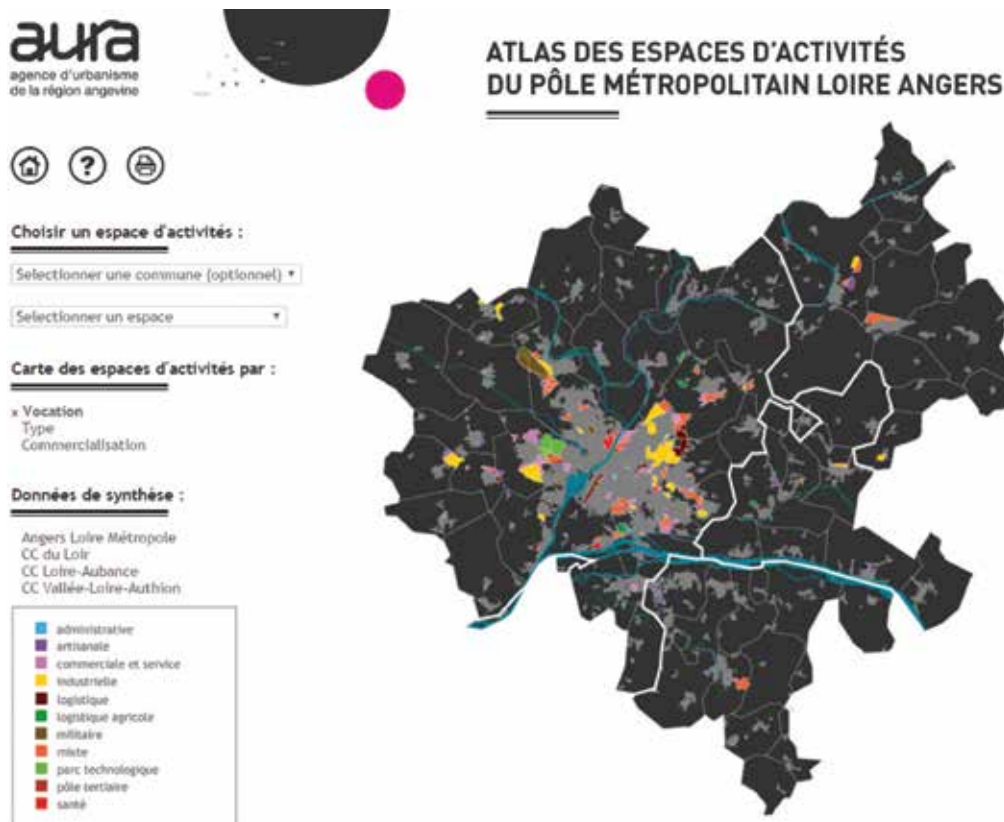 aura
agence d'urbanisme
de la région angevine
ATLAS DES ESPACES D'ACTIVITÉS
DU PÔLE MÉTROPOLITAIN LOIRE ANGERS
?
Choisir un espace d'activités :
Selectionner une commune (optionnel)
Selectionner un espace
Carte des espaces d'activités par :
x Vocation
Type
Commercialisation
Données de synthèse :
Angers Loire Métropole
CC du Loir
CC Loire-Aubance
CC Vallée-Loire-Authion
administrative
artisanale
commerciale et service
industrielle
logistique
logistique agricole
militaire
mixte
parc technologique
pôle tertiaire
santé